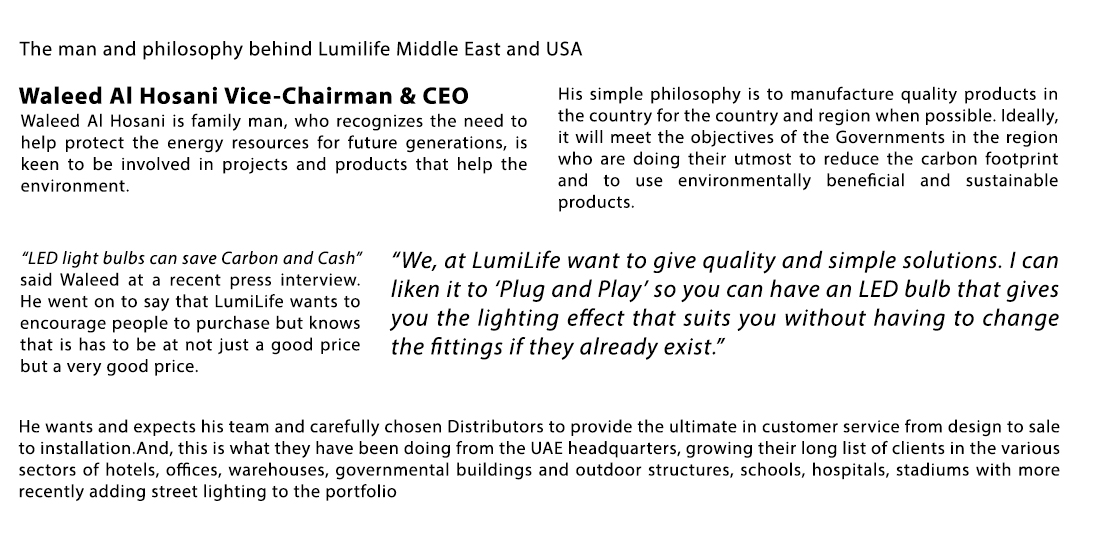 The man and philosophy behind Lumilife Middle East and USA
Waleed Al Hosani Vice-Chairman & CEO
Waleed Al Hosani is family man, who recognizes the need to
help protect the energy resources for future generations, is
keen to be involved in projects and products that help the
environment.
His simple philosophy is to manufacture quality products in
the country for the country and region when possible. Ideally,
it will meet the objectives of the Governments in the region
who are doing their utmost to reduce the carbon footprint
and to use environmentally beneficial and sustainable
products.
“LED light bulbs can save Carbon and Cash”
said Waleed at a recent press interview.
He went on to say that LumiLife wants to
encourage people to purchase but knows
that is has to be at not just a good price
but a very good price.
“We, at LumiLife want to give quality and simple solutions. I can
liken it to ‘Plug and Play’ so you can have an LED bulb that gives
you the lighting effect that suits you without having to change
the fittings if they already exist.”
He wants and expects his team and carefully chosen Distributors to provide the ultimate in customer service from design to sale
to installation.And, this is what they have been doing from the UAE headquarters, growing their long list of clients in the various
sectors of hotels, offices, warehouses, governmental buildings and outdoor structures, schools, hospitals, stadiums with more
recently adding street lighting to the portfolio